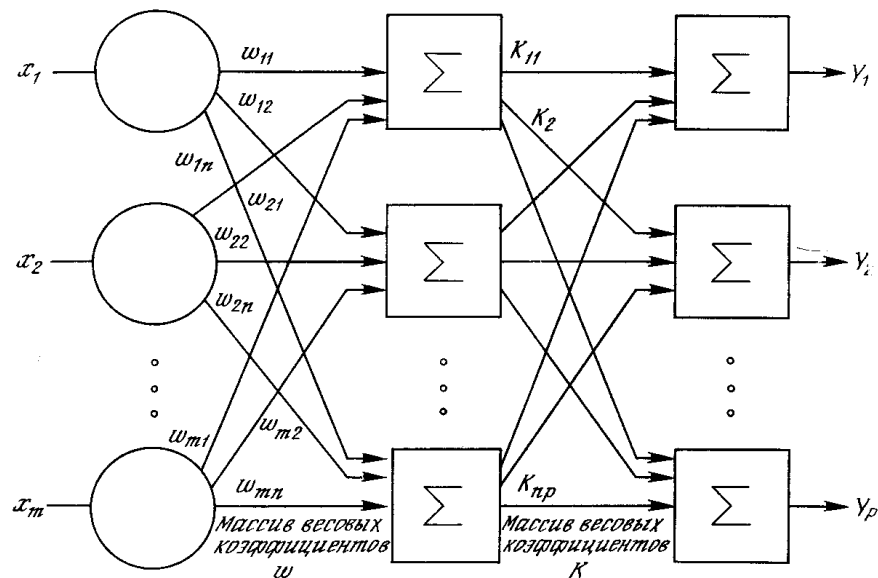 x₁ w₁₁ Σ K₁₁ Σ y₁
w₁₂ K₂
w₁ₙ
w₂₁
x₂ w₂₂ Σ Σ y₂
w₂ₙ
wₘ₁ wₘ₂
xₘ wₘₙ Σ Kₙₚ Σ yₚ
Массив весовых
коэффициентов
w
Массив весовых
коэффициентов
K